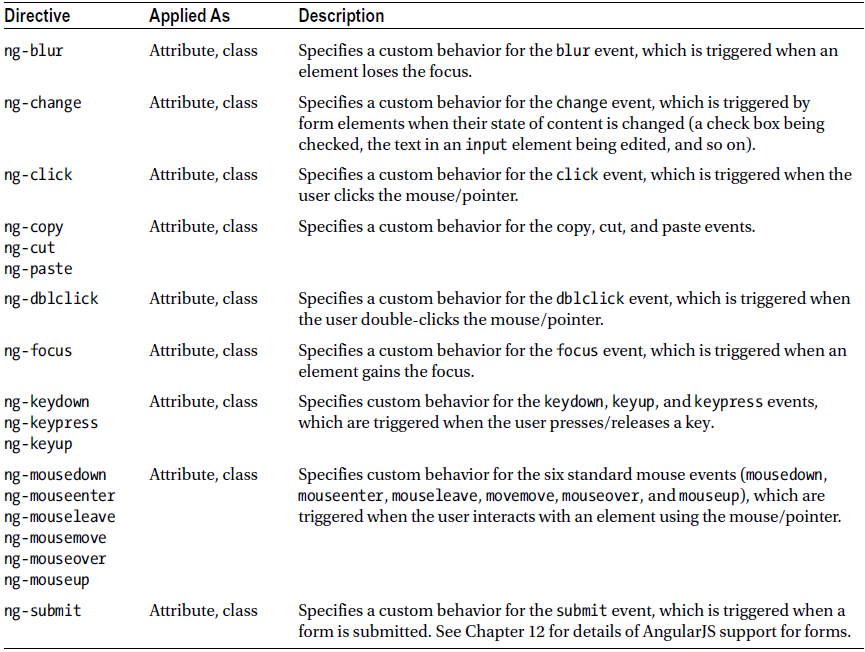 Directive Applied As Description
ng-blur Attribute, class Specifies a custom behavior for the blur event, which is triggered when an
element loses the focus.
ng-change Attribute, class Specifies a custom behavior for the change event, which is triggered by
form elements when their state of content is changed (a check box being
checked, the text in an input element being edited, and so on).
ng-click Attribute, class Specifies a custom behavior for the click event, which is triggered when the
user clicks the mouse/pointer.
ng-copy Attribute, class Specifies a custom behavior for the copy, cut, and paste events.
ng-cut
ng-paste
ng-dblclick Attribute, class Specifies a custom behavior for the dblclick event, which is triggered when
the user double-clicks the mouse/pointer.
ng-focus Attribute, class Specifies a custom behavior for the focus event, which is triggered when an
element gains the focus.
ng-keydown Attribute, class Specifies custom behavior for the keydown, keyup, and keypress events,
ng-keypress which are triggered when the user presses/releases a key.
ng-keyup
ng-mousedown Attribute, class Specifies custom behavior for the six standard mouse events (mousedown,
ng-mouseenter mouseenter, mouseleave, movemove, mouseover, and mouseup), which are
ng-mouseleave triggered when the user interacts with an element using the mouse/pointer.
ng-mousemove
ng-mouseover
ng-mouseup
ng-submit Attribute, class Specifies a custom behavior for the submit event, which is triggered when a
form is submitted. See Chapter 12 for details of AngularJS support for forms.